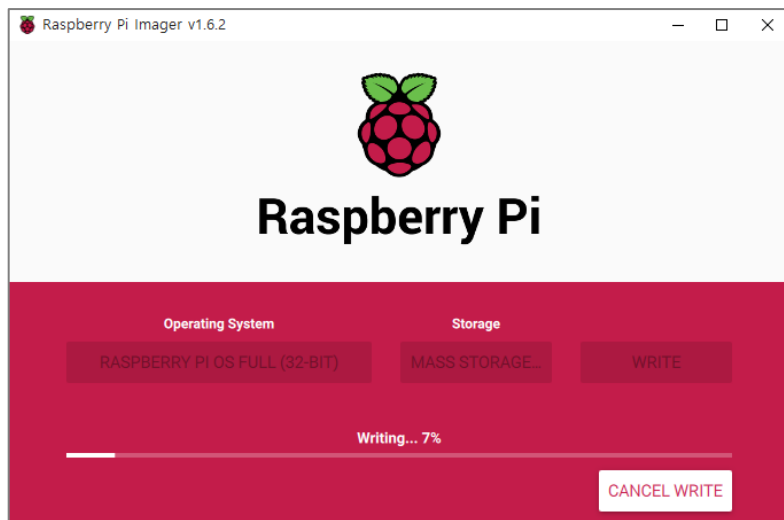 Raspberry Pi Imager v1.6.2
Raspberry Pi
Operating System
Storage
RASPBERRY PI OS FULL (32-BIT)
MASS STORAGE...
WRITE
Writing... 7%
CANCEL WRITE